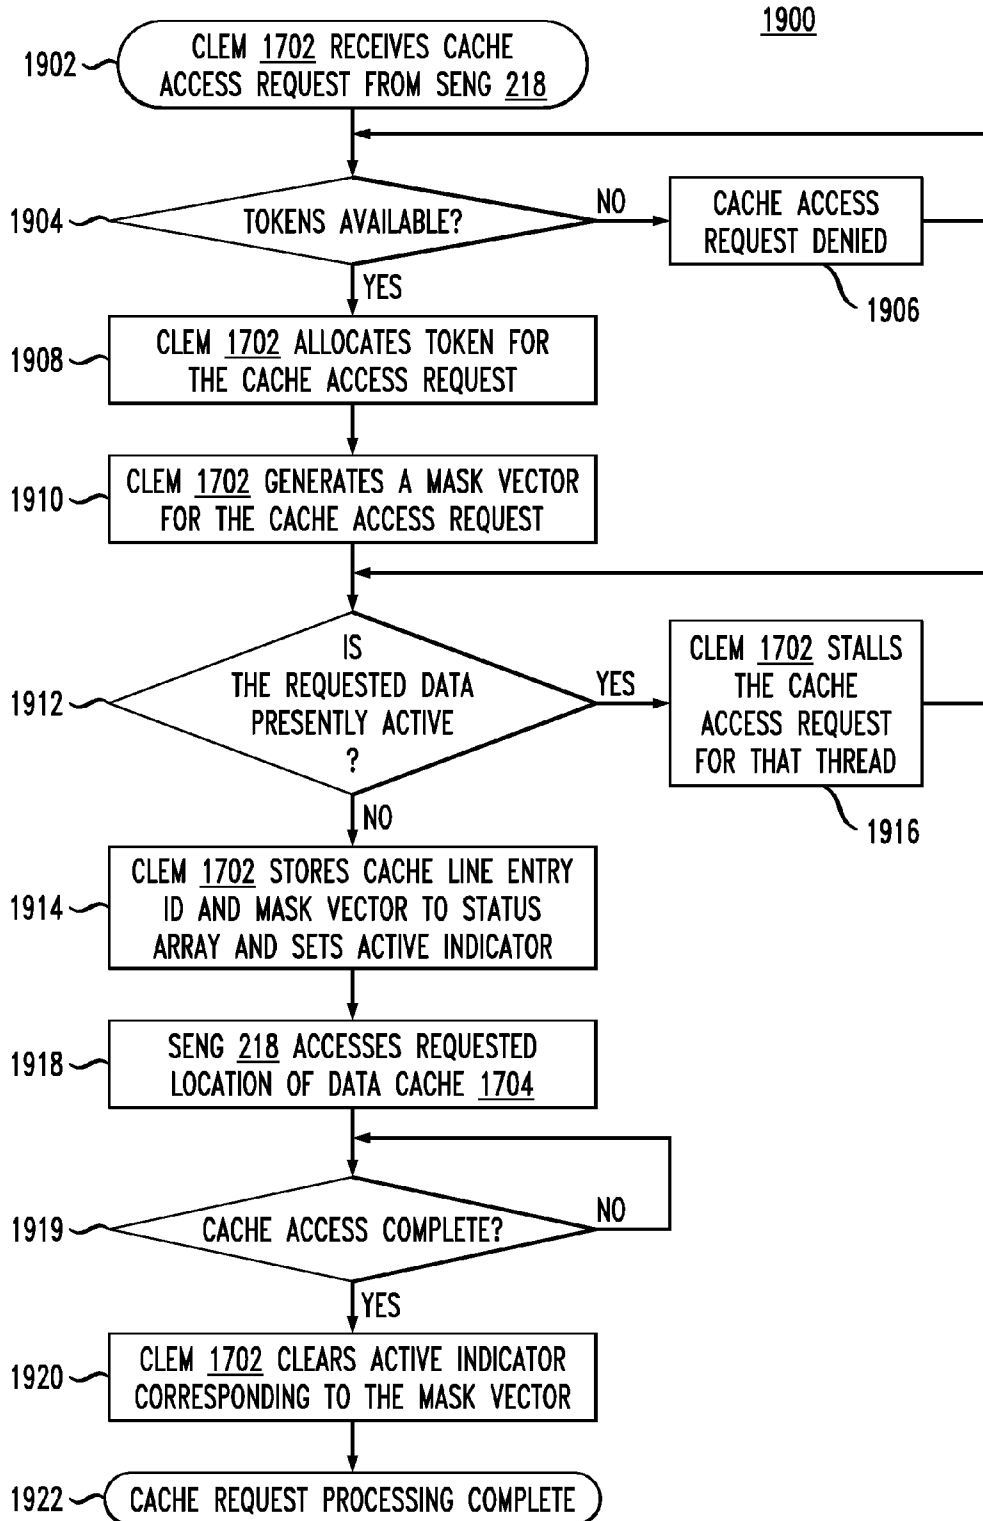 1900
1902
CLEM 1702 RECEIVES CACHE
ACCESS REQUEST FROM SENG 218
1904
TOKENS AVAILABLE?
NO
CACHE ACCESS
REQUEST DENIED
1906
YES
1908
CLEM 1702 ALLOCATES TOKEN FOR
THE CACHE ACCESS REQUEST
1910
CLEM 1702 GENERATES A MASK VECTOR
FOR THE CACHE ACCESS REQUEST
1912
IS
THE REQUESTED DATA
PRESENTLY ACTIVE
?
YES
CLEM 1702 STALLS
THE CACHE
ACCESS REQUEST
FOR THAT THREAD
1916
NO
1914
CLEM 1702 STORES CACHE LINE ENTRY
ID AND MASK VECTOR TO STATUS
ARRAY AND SETS ACTIVE INDICATOR
1918
SENG 218 ACCESSES REQUESTED
LOCATION OF DATA CACHE 1704
1919
CACHE ACCESS COMPLETE?
NO
YES
1920
CLEM 1702 CLEARS ACTIVE INDICATOR
CORRESPONDING TO THE MASK VECTOR
1922
CACHE REQUEST PROCESSING COMPLETE